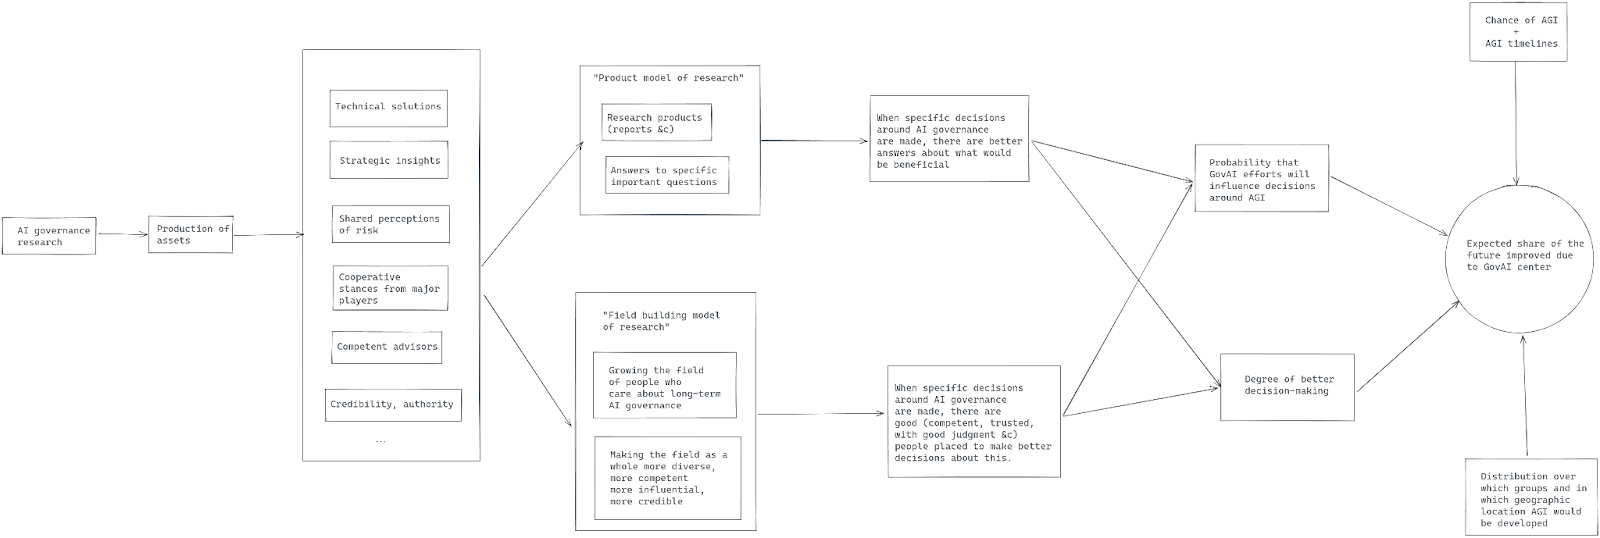 AI governance
research
Production of
assets
Technical solutions
Strategic insights
Shared perceptions
of risk
Cooperative
stances from major
players
Competent advisors
Credibility, authority
...
"Product model of research"
Research products
(reports &c)
Answers to specific
important questions
"Field building model
of research"
Growing the field
of people who
care about long-term
AI governance
Making the field as a
whole more diverse,
more competent
more influential,
more credible
When specific decisions
around AI governance
are made, there are better
answers about what would
be beneficial
When specific decisions
around AI governance
are made, there are
good (competent, trusted,
with good judgment &c)
people placed to make better
decisions about this.
Probability that
GovAI efforts will
influence decisions
around AGI
Degree of better
decision-making
Chance of AGI
+
AGI timelines
Expected share of the
future improved due
to GovAI center
Distribution over
which groups and in
which geographic
location AGI would
be developed